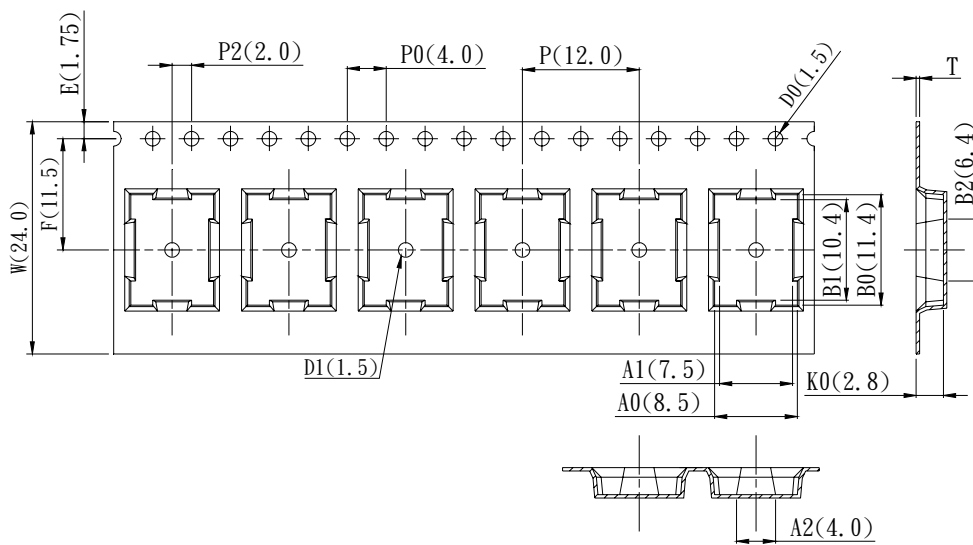 E(1.75)
P2(2.0)
P0(4.0)
P(12.0)
D0(1.5)
T
F(11.5)
W(24.0)
B1(10.4)
B0(11.4)
B2(6.4)
D1(1.5)
A1(7.5)
A0(8.5)
K0(2.8)
A2(4.0)